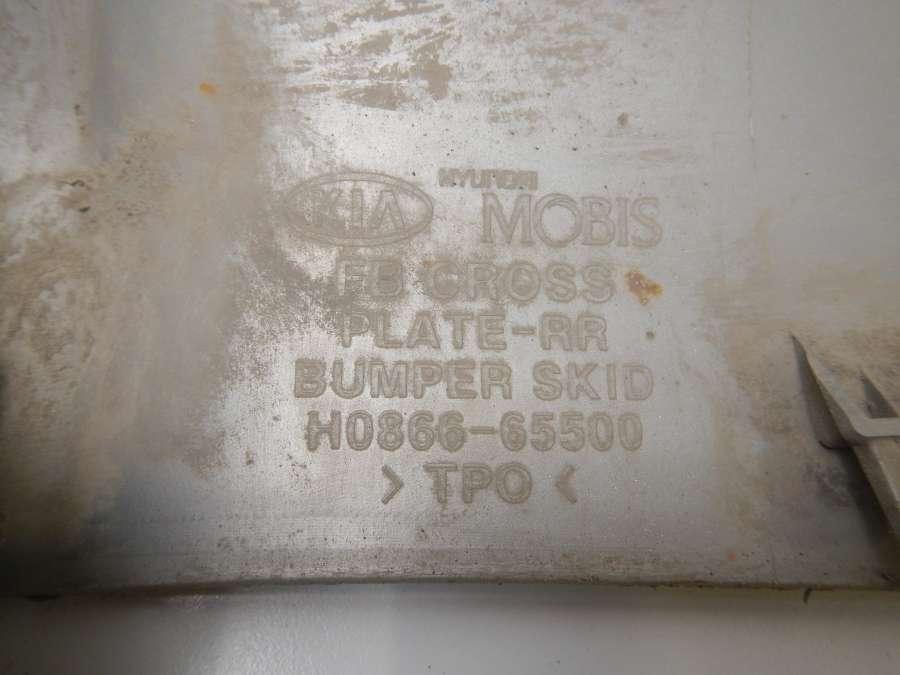 KIA HYUNDAI MOBIS
FB CROSS
PLATE-RR
BUMPER SKID
H0866-65500
> TPO <